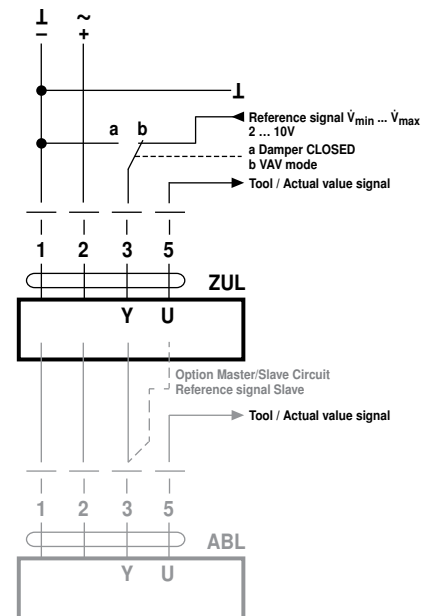 ⊥ ~
– +
⊥
a b
Reference signal V̇min ... V̇max
2 ... 10V
a Damper CLOSED
b VAV mode
Tool / Actual value signal
1 2 3 5
ZUL
Y U
Option Master/Slave Circuit
Reference signal Slave
Tool / Actual value signal
1 2 3 5
ABL
Y U